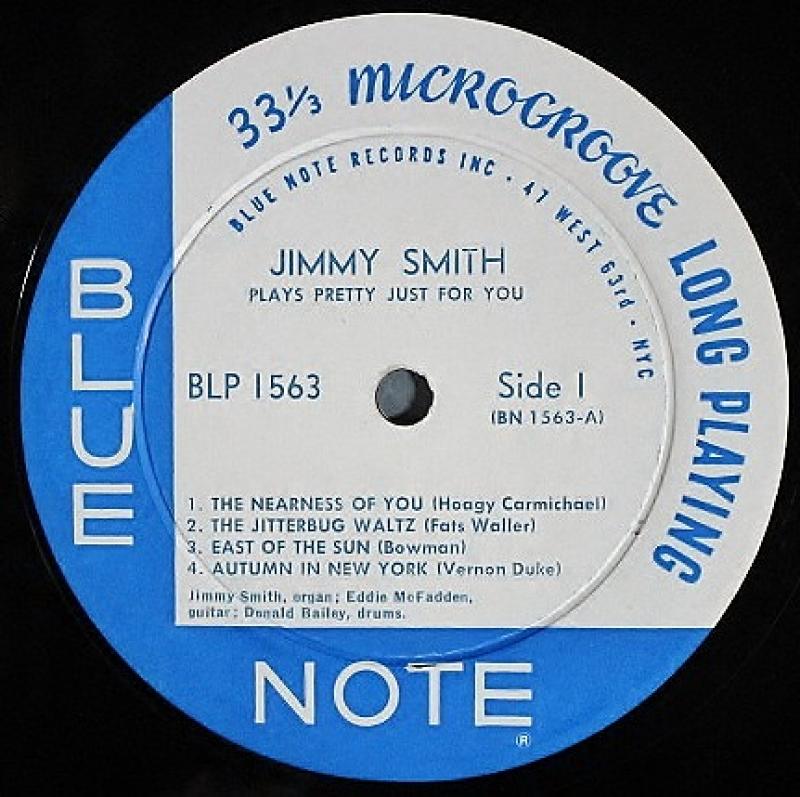 33⅓ MICROGROOVE LONG PLAYING
BLUE NOTE RECORDS INC • 47 WEST 63rd • NYC
JIMMY SMITH
PLAYS PRETTY JUST FOR YOU
BLP 1563
Side 1
(BN 1563-A)
1. THE NEARNESS OF YOU (Hoagy Carmichael)
2. THE JITTERBUG WALTZ (Fats Waller)
3. EAST OF THE SUN (Bowman)
4. AUTUMN IN NEW YORK (Vernon Duke)
Jimmy Smith, organ; Eddie McFadden,
guitar; Donald Bailey, drums.
BLUE
NOTE
®